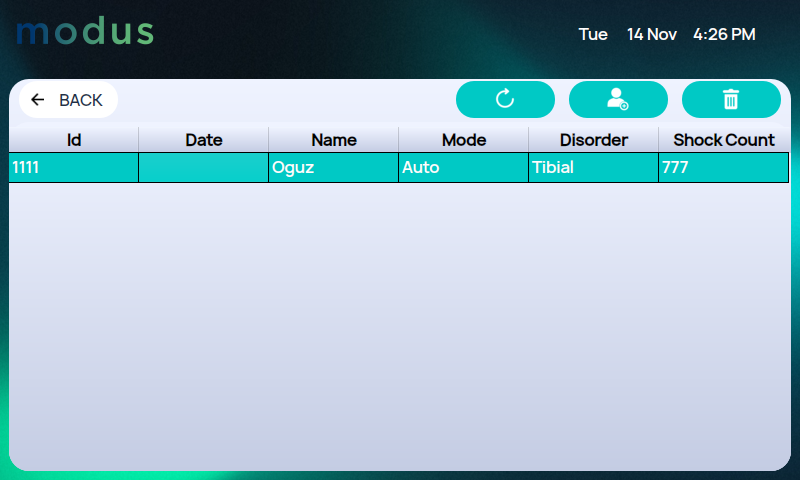 modus
Tue 14 Nov 4:26 PM
BACK
Id Date Name Mode Disorder Shock Count
1111 Oguz Auto Tibial 777